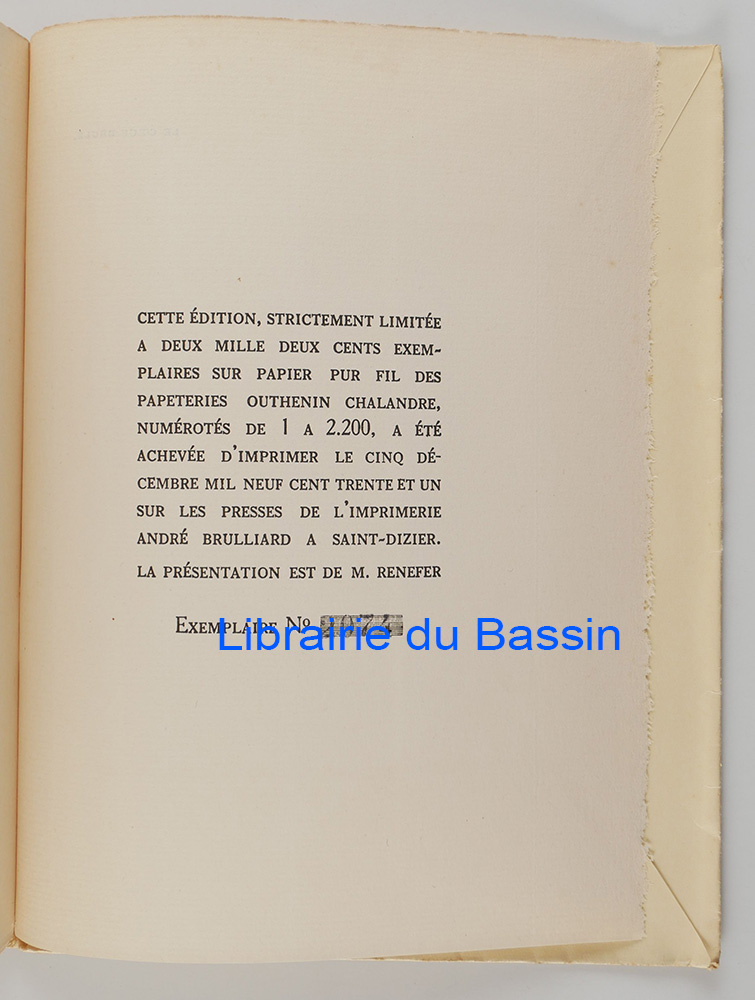 CETTE ÉDITION, STRICTEMENT LIMITÉE
A DEUX MILLE DEUX CENTS EXEM-
PLAIRES SUR PAPIER PUR FIL DES
PAPETERIES OUTHENIN CHALANDRE,
NUMÉROTÉS DE 1 A 2.200, A ÉTÉ
ACHEVÉE D'IMPRIMER LE CINQ DÉ-
CEMBRE MIL NEUF CENT TRENTE ET UN
SUR LES PRESSES DE L'IMPRIMERIE
ANDRÉ BRULLIARD A SAINT-DIZIER.
LA PRÉSENTATION EST DE M. RENEFER
EXEMPLAIRE No
Librairie du Bassin